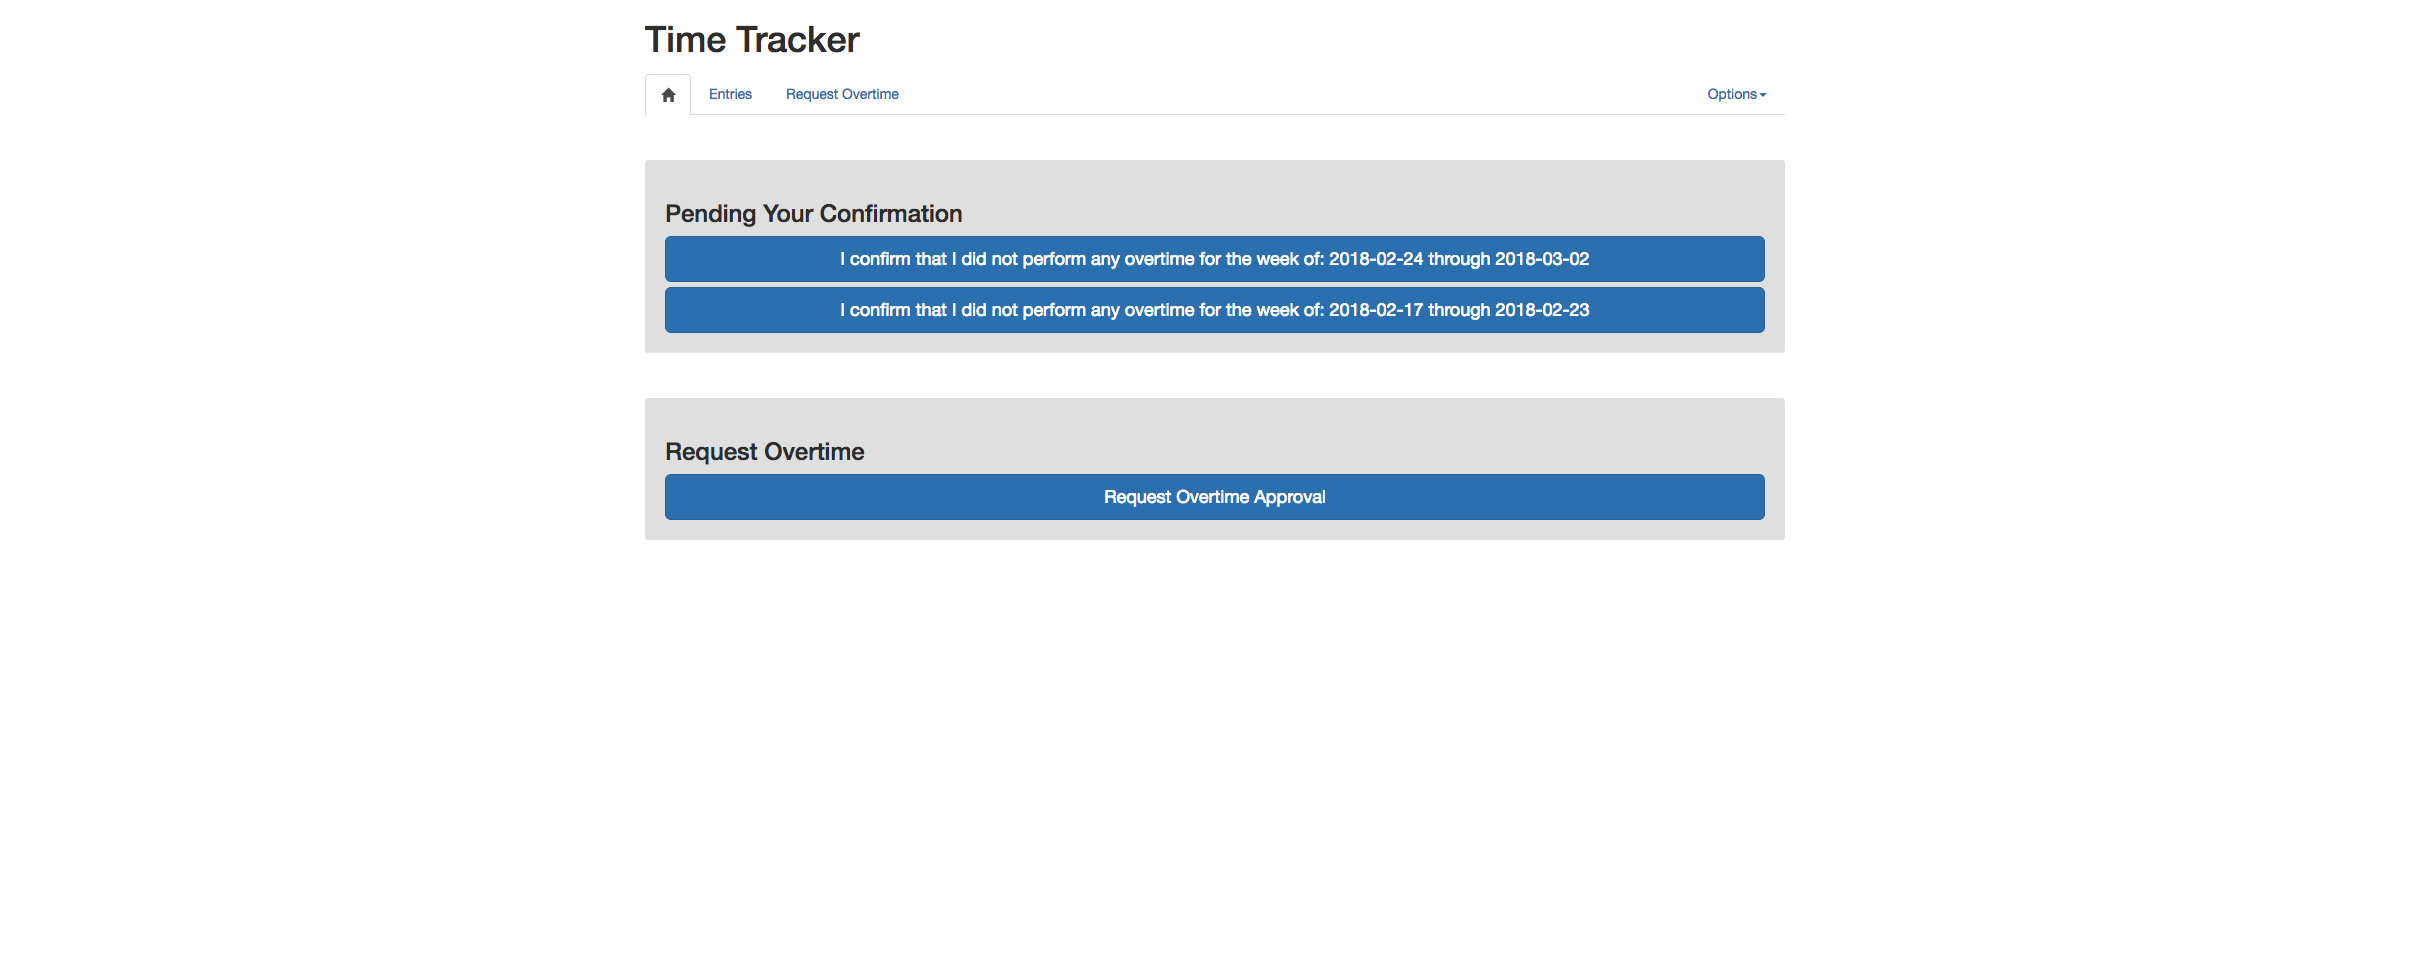 Time Tracker
Entries Request Overtime Options
Pending Your Confirmation
I confirm that I did not perform any overtime for the week of: 2018-02-24 through 2018-03-02
I confirm that I did not perform any overtime for the week of: 2018-02-17 through 2018-02-23
Request Overtime
Request Overtime Approval